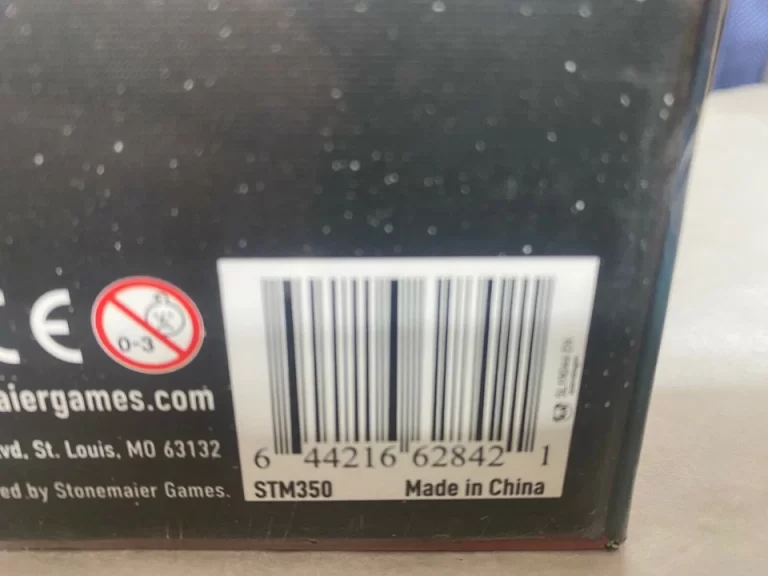 CE
0-3
aiergames.com
lvd, St. Louis, MO 63132
ed by Stonemaier Games.
6 44216 62842 1
STM350 Made in China